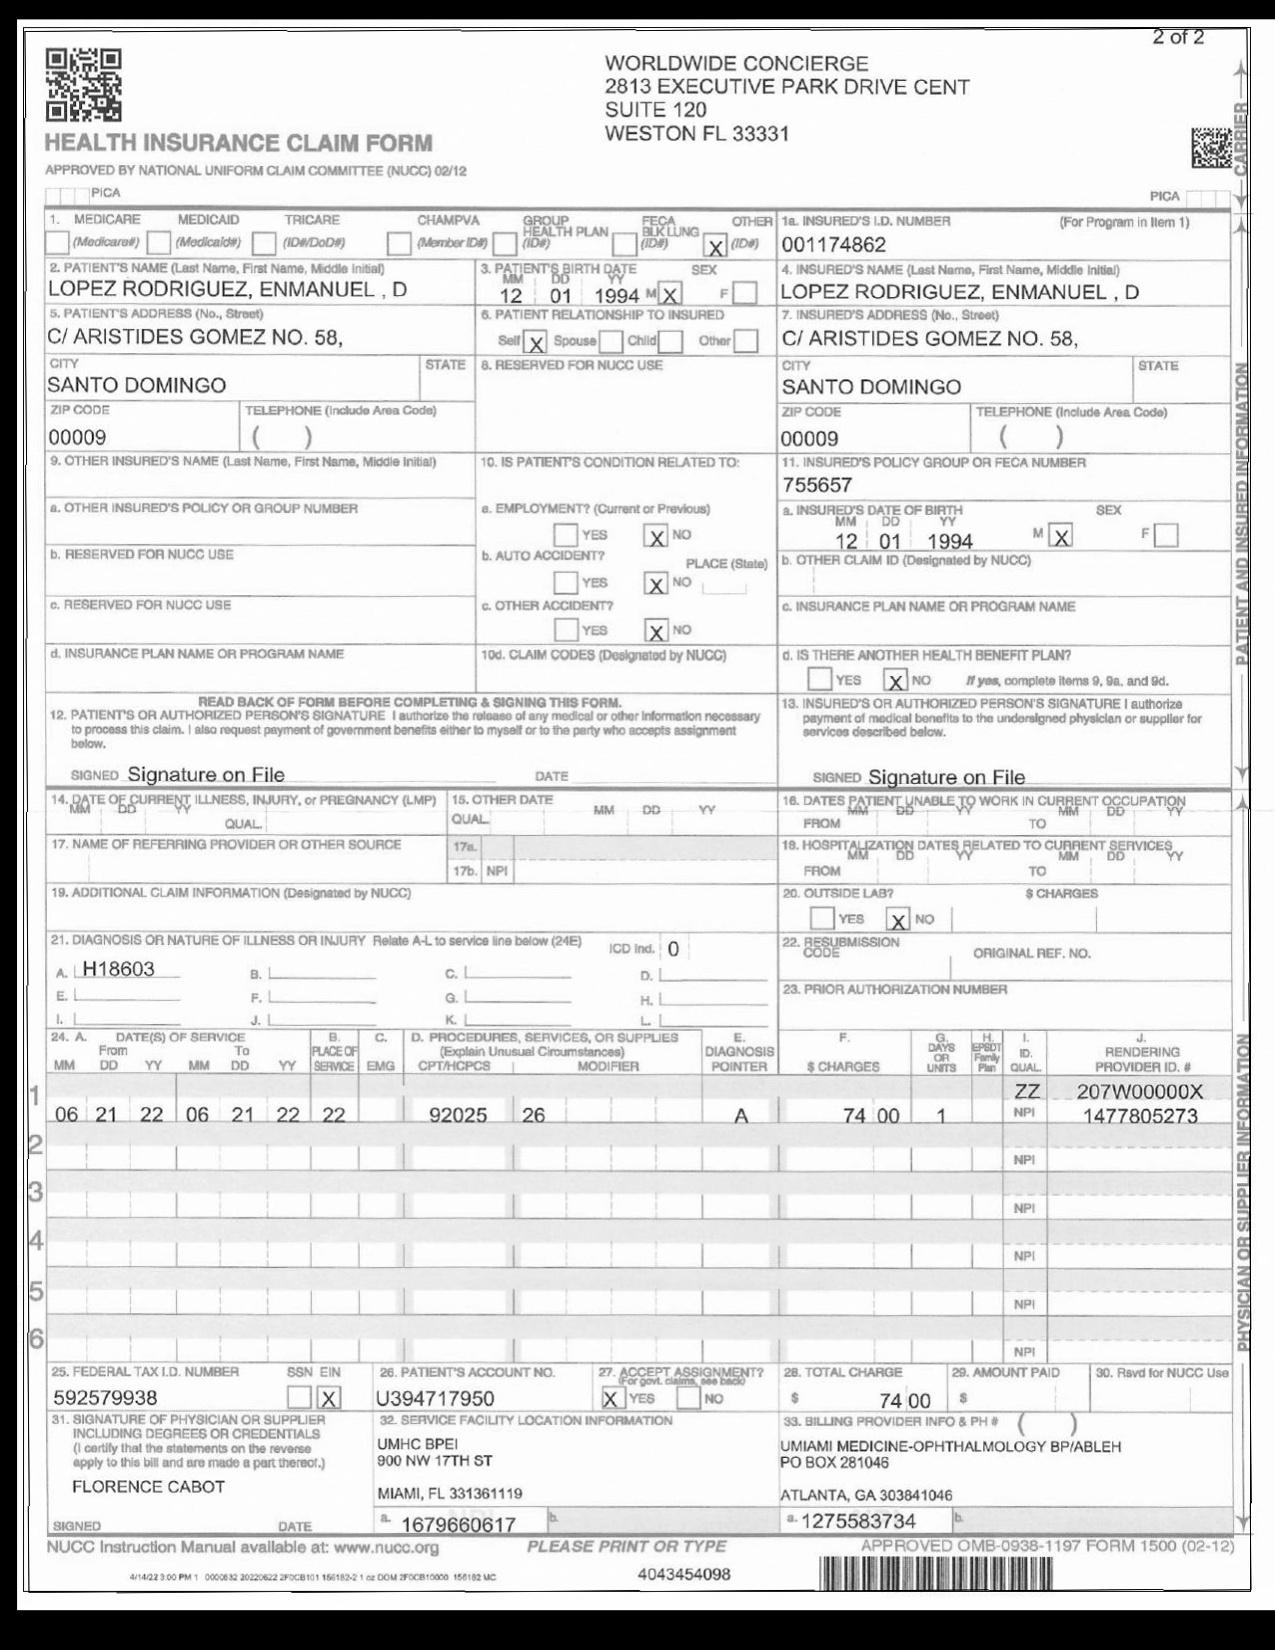 2 of 2
WORLDWIDE CONCIERGE
2813 EXECUTIVE PARK DRIVE CENT
SUITE 120
WESTON FL 33331
HEALTH INSURANCE CLAIM FORM
APPROVED BY NATIONAL UNIFORM CLAIM COMMITTEE (NUCC) 02/12
PICA
PICA
CARRIER
1. MEDICARE MEDICAID TRICARE CHAMPVA GROUP HEALTH PLAN FECA BLK LUNG OTHER
(Medicare#) (Medicaid#) (ID#/DoD#) (Member ID#) (ID#) (ID#) X (ID#)
1a. INSURED'S I.D. NUMBER (For Program in Item 1)
001174862
2. PATIENT'S NAME (Last Name, First Name, Middle Initial)
LOPEZ RODRIGUEZ, ENMANUEL , D
3. PATIENT'S BIRTH DATE SEX
MM DD YY
12 01 1994 M X F
4. INSURED'S NAME (Last Name, First Name, Middle Initial)
LOPEZ RODRIGUEZ, ENMANUEL , D
5. PATIENT'S ADDRESS (No., Street)
C/ ARISTIDES GOMEZ NO. 58,
6. PATIENT RELATIONSHIP TO INSURED
Self X Spouse Child Other
7. INSURED'S ADDRESS (No., Street)
C/ ARISTIDES GOMEZ NO. 58,
CITY STATE
SANTO DOMINGO
8. RESERVED FOR NUCC USE
CITY STATE
SANTO DOMINGO
ZIP CODE TELEPHONE (Include Area Code)
00009 ( )
ZIP CODE TELEPHONE (Include Area Code)
00009 ( )
9. OTHER INSURED'S NAME (Last Name, First Name, Middle Initial)
10. IS PATIENT'S CONDITION RELATED TO:
11. INSURED'S POLICY GROUP OR FECA NUMBER
755657
a. OTHER INSURED'S POLICY OR GROUP NUMBER
a. EMPLOYMENT? (Current or Previous)
YES X NO
a. INSURED'S DATE OF BIRTH SEX
MM DD YY
12 01 1994 M X F
b. RESERVED FOR NUCC USE
b. AUTO ACCIDENT? PLACE (State)
YES X NO
b. OTHER CLAIM ID (Designated by NUCC)
c. RESERVED FOR NUCC USE
c. OTHER ACCIDENT?
YES X NO
c. INSURANCE PLAN NAME OR PROGRAM NAME
d. INSURANCE PLAN NAME OR PROGRAM NAME
10d. CLAIM CODES (Designated by NUCC)
d. IS THERE ANOTHER HEALTH BENEFIT PLAN?
YES X NO If yes, complete items 9, 9a, and 9d.
PATIENT AND INSURED INFORMATION
READ BACK OF FORM BEFORE COMPLETING & SIGNING THIS FORM.
12. PATIENT'S OR AUTHORIZED PERSON'S SIGNATURE I authorize the release of any medical or other information necessary
to process this claim. I also request payment of government benefits either to myself or to the party who accepts assignment
below.
SIGNED Signature on File DATE
13. INSURED'S OR AUTHORIZED PERSON'S SIGNATURE I authorize
payment of medical benefits to the undersigned physician or supplier for
services described below.
SIGNED Signature on File
14. DATE OF CURRENT ILLNESS, INJURY, or PREGNANCY (LMP)
MM DD YY
QUAL.
15. OTHER DATE
QUAL. MM DD YY
16. DATES PATIENT UNABLE TO WORK IN CURRENT OCCUPATION
MM DD YY MM DD YY
FROM TO
17. NAME OF REFERRING PROVIDER OR OTHER SOURCE
17a.
17b. NPI
18. HOSPITALIZATION DATES RELATED TO CURRENT SERVICES
MM DD YY MM DD YY
FROM TO
19. ADDITIONAL CLAIM INFORMATION (Designated by NUCC)
20. OUTSIDE LAB? $ CHARGES
YES X NO
21. DIAGNOSIS OR NATURE OF ILLNESS OR INJURY Relate A-L to service line below (24E) ICD Ind. 0
A. H18603 B. C. D.
E. F. G. H.
I. J. K. L.
22. RESUBMISSION CODE ORIGINAL REF. NO.
23. PRIOR AUTHORIZATION NUMBER
24. A. DATE(S) OF SERVICE B. C. D. PROCEDURES, SERVICES, OR SUPPLIES E. F. G. H. I. J.
From To PLACE OF (Explain Unusual Circumstances) DIAGNOSIS DAYS OR UNITS EPSDT Family Plan ID. RENDERING
MM DD YY MM DD YY SERVICE EMG CPT/HCPCS MODIFIER POINTER $ CHARGES QUAL. PROVIDER ID. #
1
ZZ 207W00000X
06 21 22 06 21 22 22 92025 26 A 74 00 1 NPI 1477805273
2
NPI
3
NPI
4
NPI
5
NPI
6
NPI
PHYSICIAN OR SUPPLIER INFORMATION
25. FEDERAL TAX I.D. NUMBER SSN EIN
592579938 X
26. PATIENT'S ACCOUNT NO.
U394717950
27. ACCEPT ASSIGNMENT?
(For govt. claims, see back)
X YES NO
28. TOTAL CHARGE
$ 74 00
29. AMOUNT PAID
$
30. Rsvd for NUCC Use
31. SIGNATURE OF PHYSICIAN OR SUPPLIER
INCLUDING DEGREES OR CREDENTIALS
(I certify that the statements on the reverse
apply to this bill and are made a part thereof.)
FLORENCE CABOT
SIGNED DATE
32. SERVICE FACILITY LOCATION INFORMATION
UMHC BPEI
900 NW 17TH ST
MIAMI, FL 331361119
a. 1679660617 b.
33. BILLING PROVIDER INFO & PH # ( )
UMIAMI MEDICINE-OPHTHALMOLOGY BP/ABLEH
PO BOX 281046
ATLANTA, GA 303841046
a. 1275583734 b.
NUCC Instruction Manual available at: www.nucc.org
PLEASE PRINT OR TYPE
APPROVED OMB-0938-1197 FORM 1500 (02-12)
4043454098